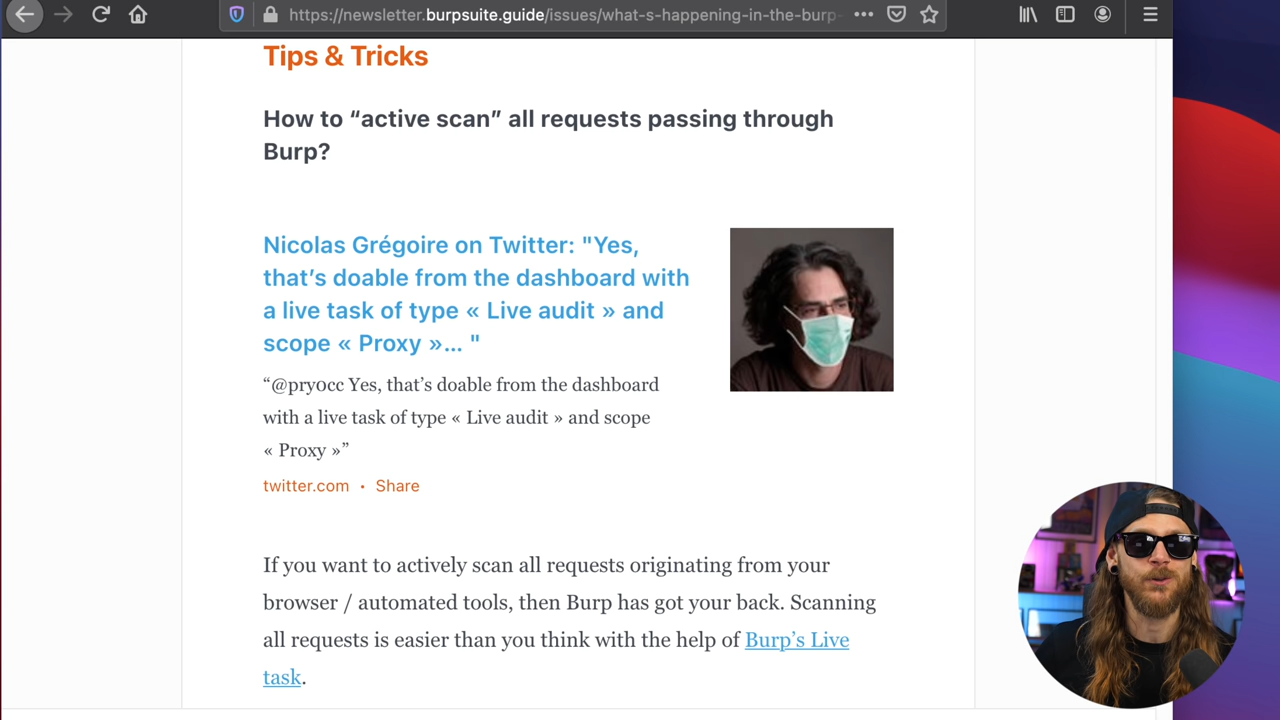 https://newsletter.burpsuite.guide/issues/what-s-happening-in-the-burp-
Tips & Tricks
How to “active scan” all requests passing through
Burp?
Nicolas Grégoire on Twitter: "Yes,
that’s doable from the dashboard with
a live task of type « Live audit » and
scope « Proxy »... "
“@pry0cc Yes, that’s doable from the dashboard
with a live task of type « Live audit » and scope
« Proxy »”
twitter.com • Share
If you want to actively scan all requests originating from your
browser / automated tools, then Burp has got your back. Scanning
all requests is easier than you think with the help of Burp’s Live
task.